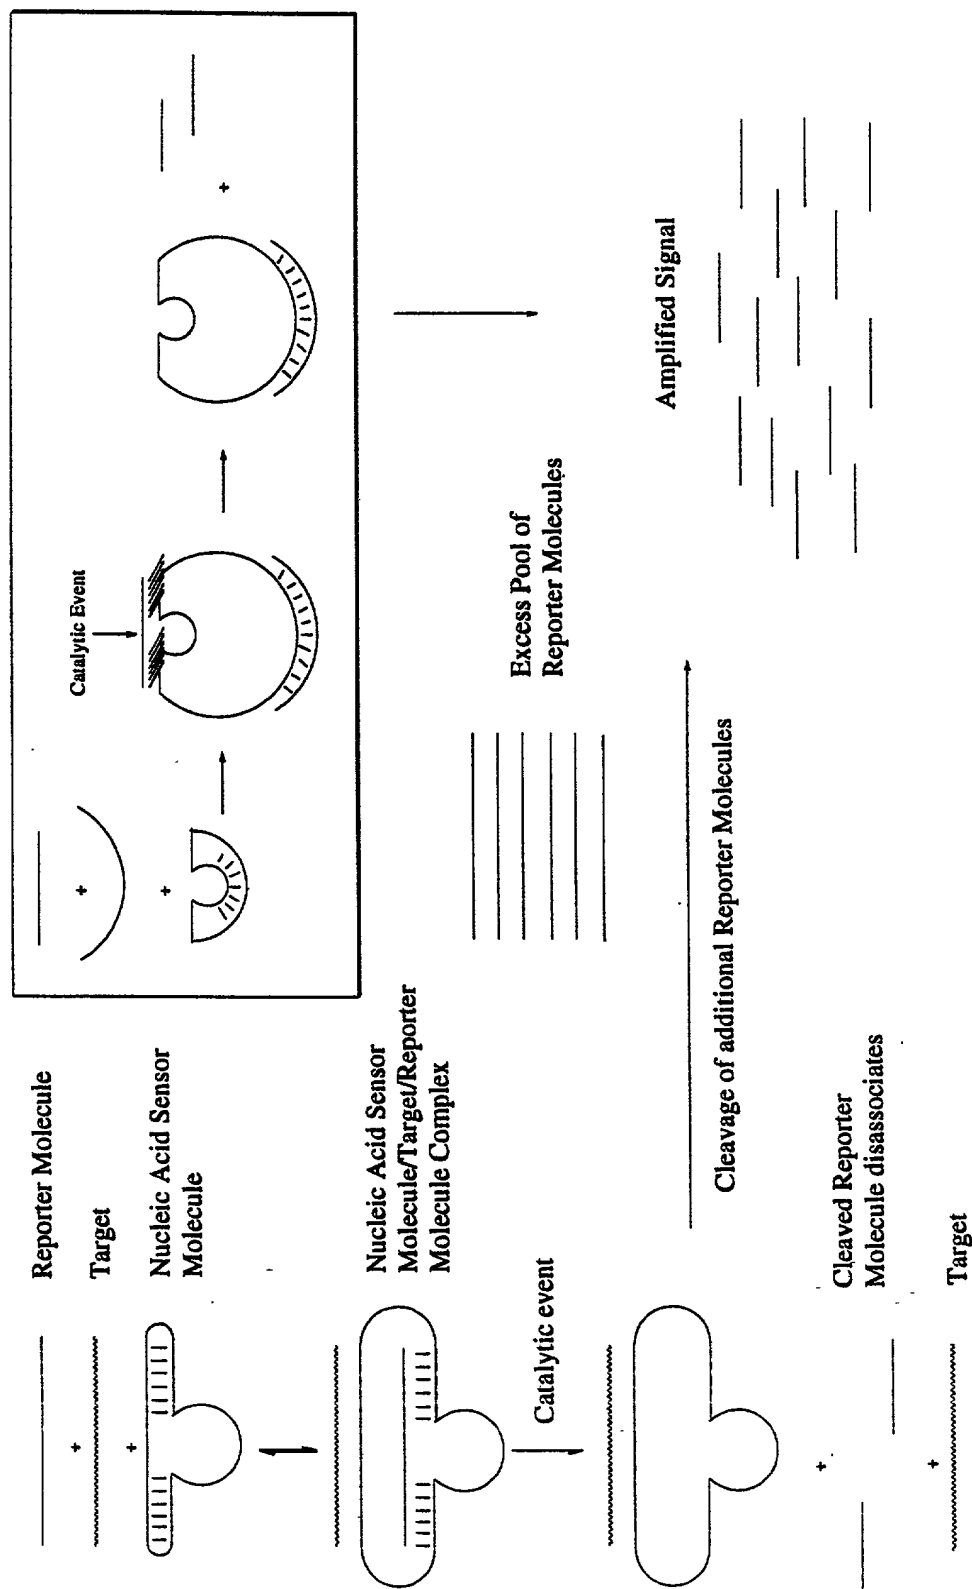 Reporter Molecule
+
Target
+
Nucleic Acid Sensor
Molecule
Nucleic Acid Sensor
Molecule/Target/Reporter
Molecule Complex
Catalytic event
+
Cleaved Reporter
Molecule disassociates
+
Target
+
+
Catalytic Event
+
Excess Pool of
Reporter Molecules
Cleavage of additional Reporter Molecules
Amplified Signal